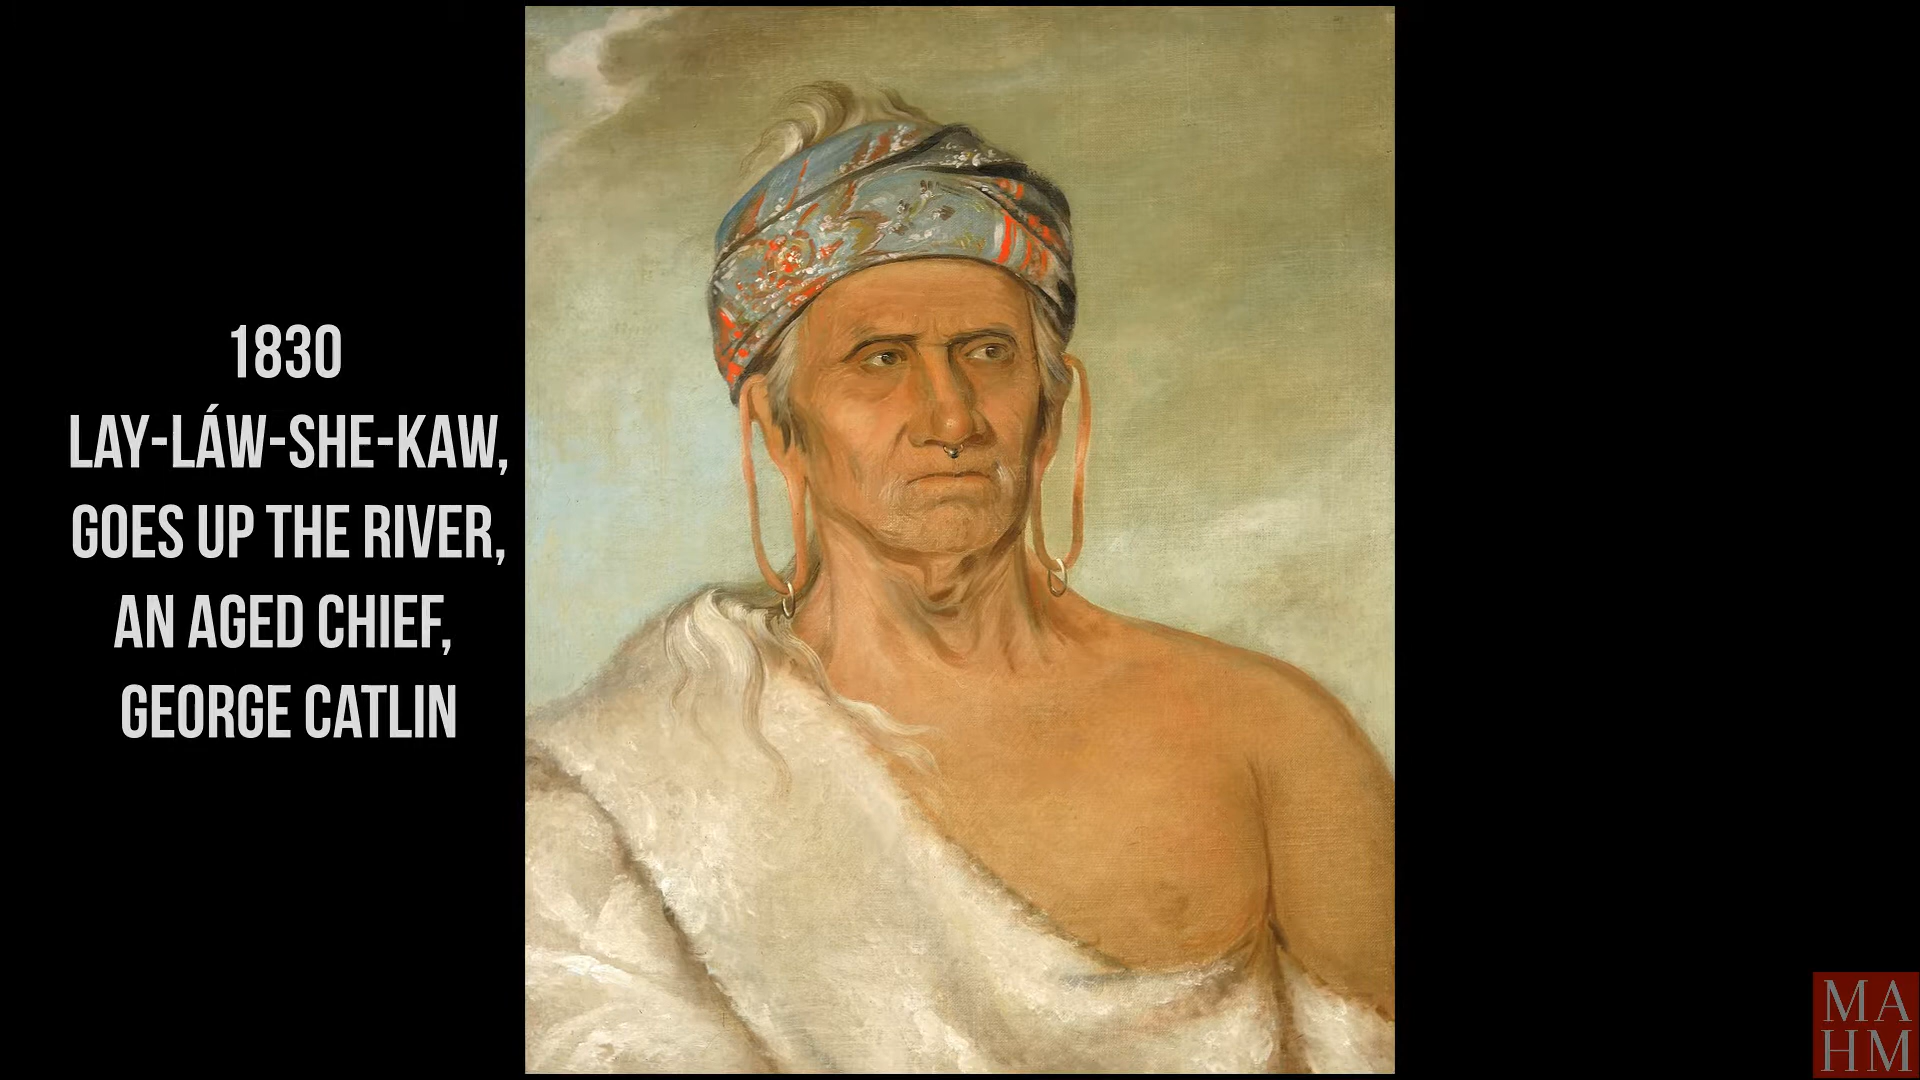 1830
LAY-LÁW-SHE-KAW,
GOES UP THE RIVER,
AN AGED CHIEF,
GEORGE CATLIN
MA
HM